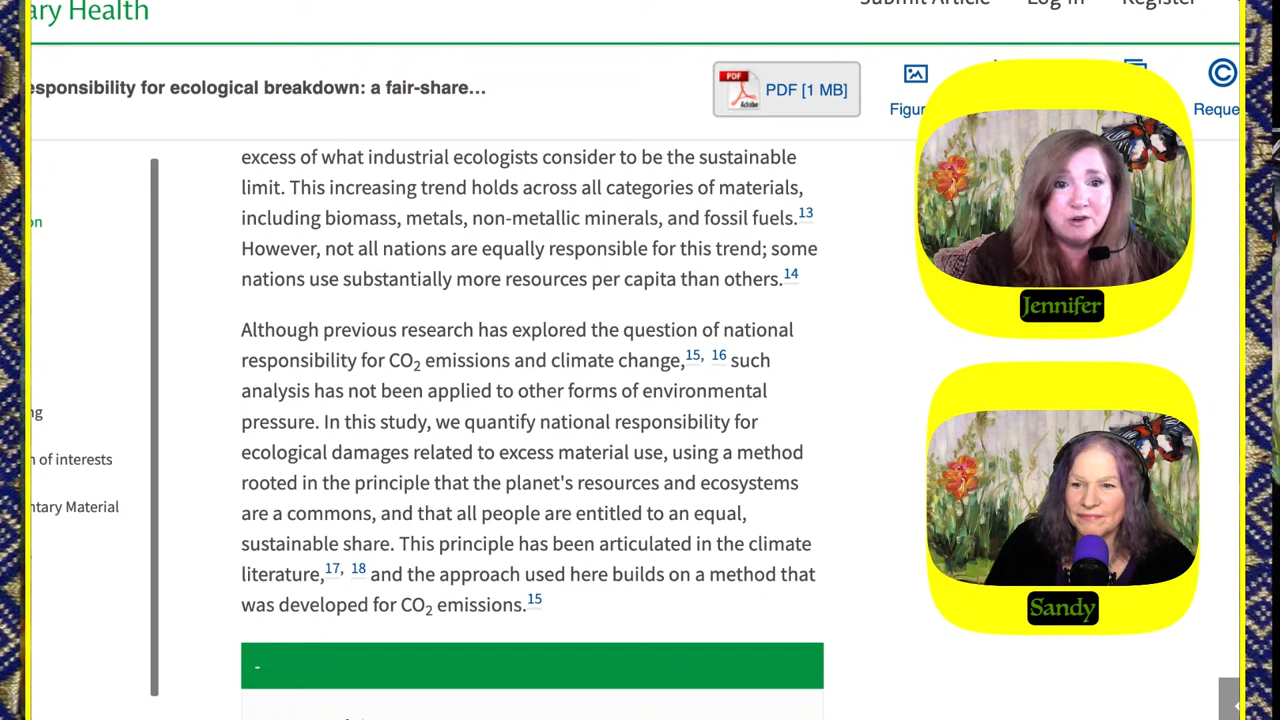 ary Health
Submit Article Log in Register
esponsibility for ecological breakdown: a fair-share…
PDF
Adobe
PDF [1 MB]
Figur
Reque
excess of what industrial ecologists consider to be the sustainable
limit. This increasing trend holds across all categories of materials,
including biomass, metals, non-metallic minerals, and fossil fuels.13
However, not all nations are equally responsible for this trend; some
nations use substantially more resources per capita than others.14
Although previous research has explored the question of national
responsibility for CO2 emissions and climate change,15, 16 such
analysis has not been applied to other forms of environmental
pressure. In this study, we quantify national responsibility for
ecological damages related to excess material use, using a method
rooted in the principle that the planet's resources and ecosystems
are a commons, and that all people are entitled to an equal,
sustainable share. This principle has been articulated in the climate
literature,17, 18 and the approach used here builds on a method that
was developed for CO2 emissions.15
-
on
ng
n of interests
ntary Material
Jennifer
Sandy